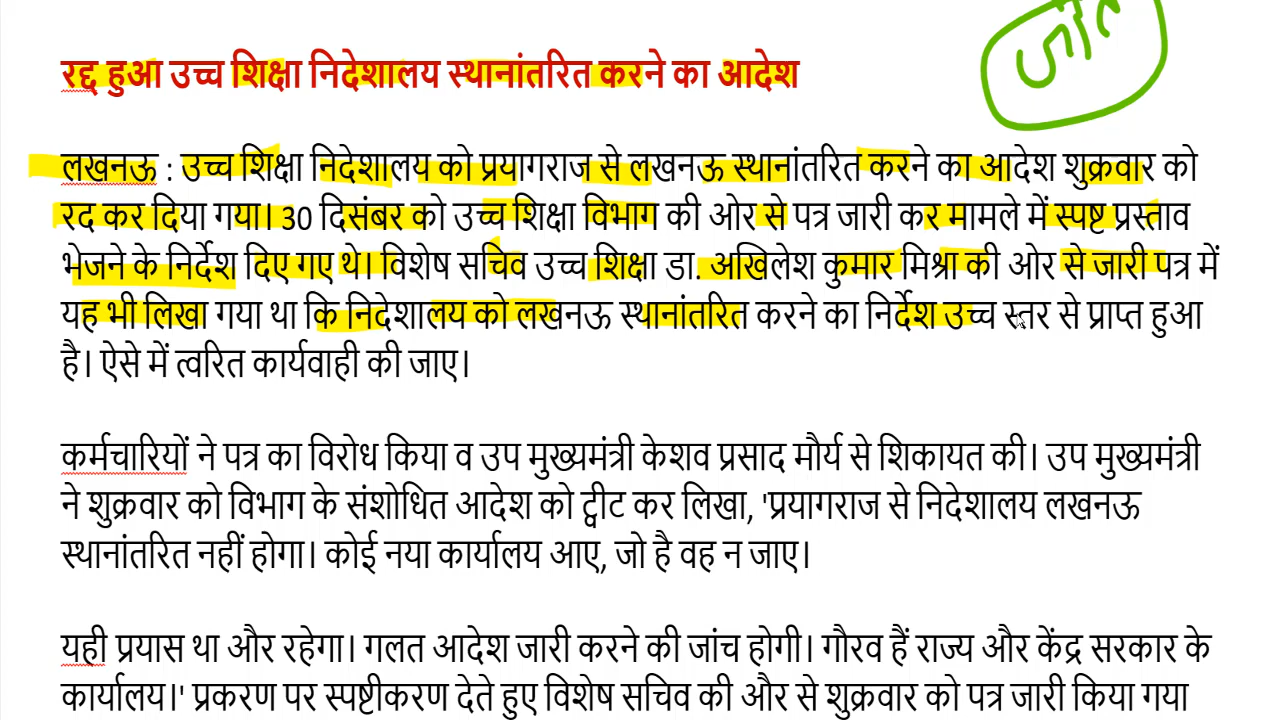 रद्द हुआ उच्च शिक्षा निदेशालय स्थानांतरित करने का आदेश
लखनऊ : उच्च शिक्षा निदेशालय को प्रयागराज से लखनऊ स्थानांतरित करने का आदेश शुक्रवार को
रद कर दिया गया। 30 दिसंबर को उच्च शिक्षा विभाग की ओर से पत्र जारी कर मामले में स्पष्ट प्रस्ताव
भेजने के निर्देश दिए गए थे। विशेष सचिव उच्च शिक्षा डा. अखिलेश कुमार मिश्रा की ओर से जारी पत्र में
यह भी लिखा गया था कि निदेशालय को लखनऊ स्थानांतरित करने का निर्देश उच्च स्तर से प्राप्त हुआ
है। ऐसे में त्वरित कार्यवाही की जाए।
कर्मचारियों ने पत्र का विरोध किया व उप मुख्यमंत्री केशव प्रसाद मौर्य से शिकायत की। उप मुख्यमंत्री
ने शुक्रवार को विभाग के संशोधित आदेश को ट्वीट कर लिखा, 'प्रयागराज से निदेशालय लखनऊ
स्थानांतरित नहीं होगा। कोई नया कार्यालय आए, जो है वह न जाए।
यही प्रयास था और रहेगा। गलत आदेश जारी करने की जांच होगी। गौरव हैं राज्य और केंद्र सरकार के
कार्यालय।' प्रकरण पर स्पष्टीकरण देते हुए विशेष सचिव की और से शुक्रवार को पत्र जारी किया गया